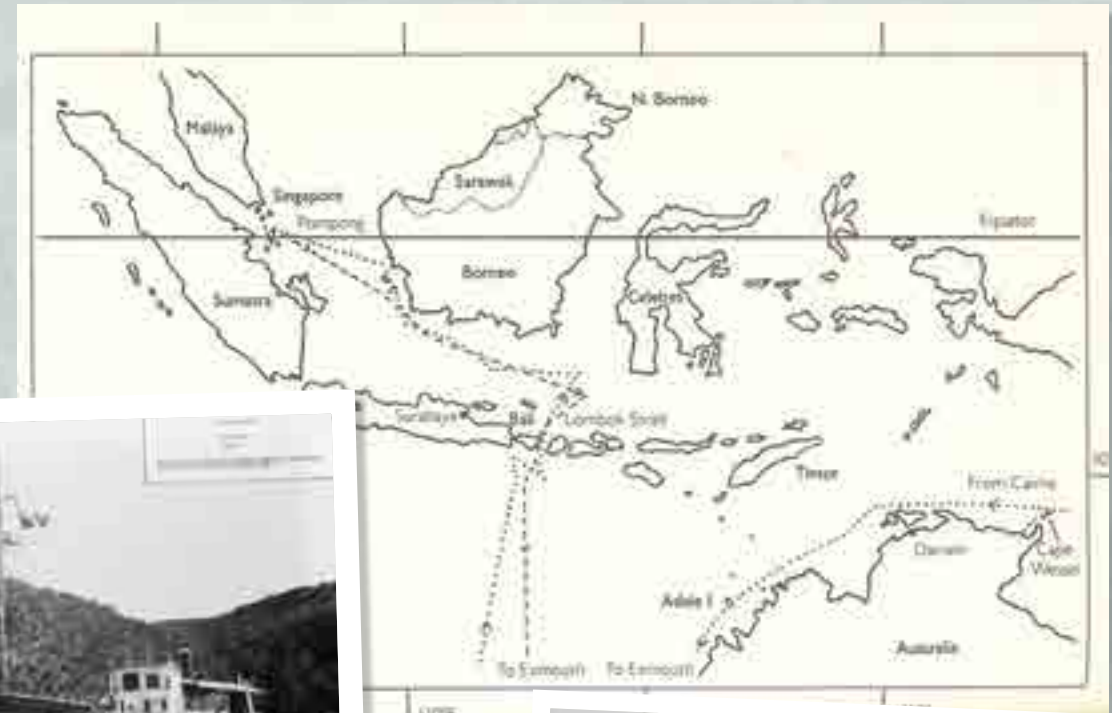 N. Borneo
Malaya
Sarawak
Singapore
Pompong
Equator
Borneo
Sumatra
Celebes
Surabaya
Bali
Lombok Strait
Timor
From Cairns
Darwin
Cape
Wessel
Adele I
Australia
To Exmouth
To Exmouth